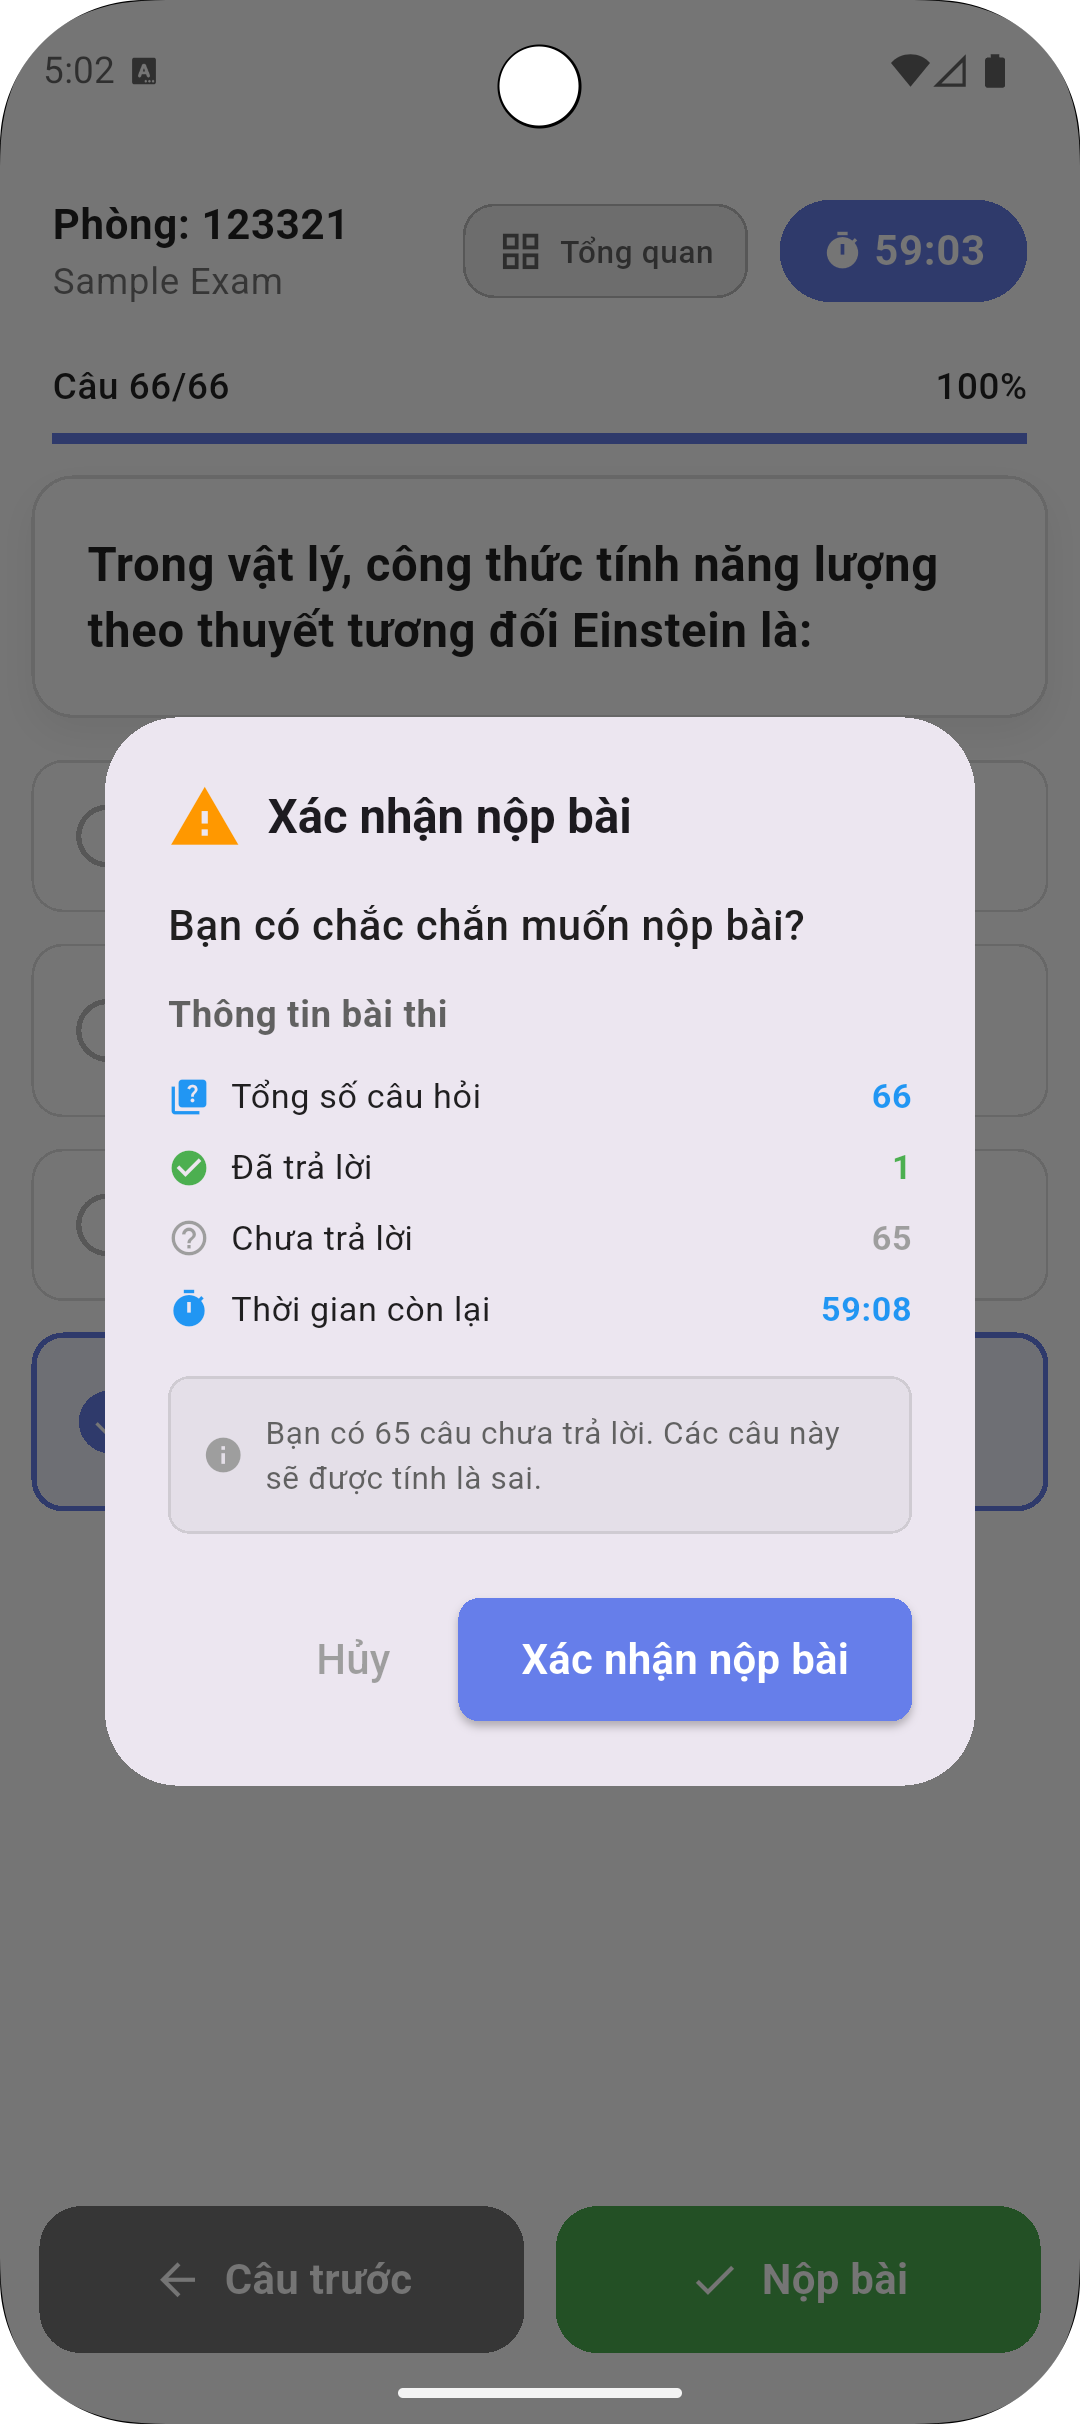 5:02
Phòng: 123321
Sample Exam
Tổng quan
59:03
Câu 66/66
100%
Trong vật lý, công thức tính năng lượng
theo thuyết tương đối Einstein là:
Xác nhận nộp bài
Bạn có chắc chắn muốn nộp bài?
Thông tin bài thi
Tổng số câu hỏi
66
Đã trả lời
1
Chưa trả lời
65
Thời gian còn lại
59:08
Bạn có 65 câu chưa trả lời. Các câu này
sẽ được tính là sai.
Hủy
Xác nhận nộp bài
Câu trước
Nộp bài